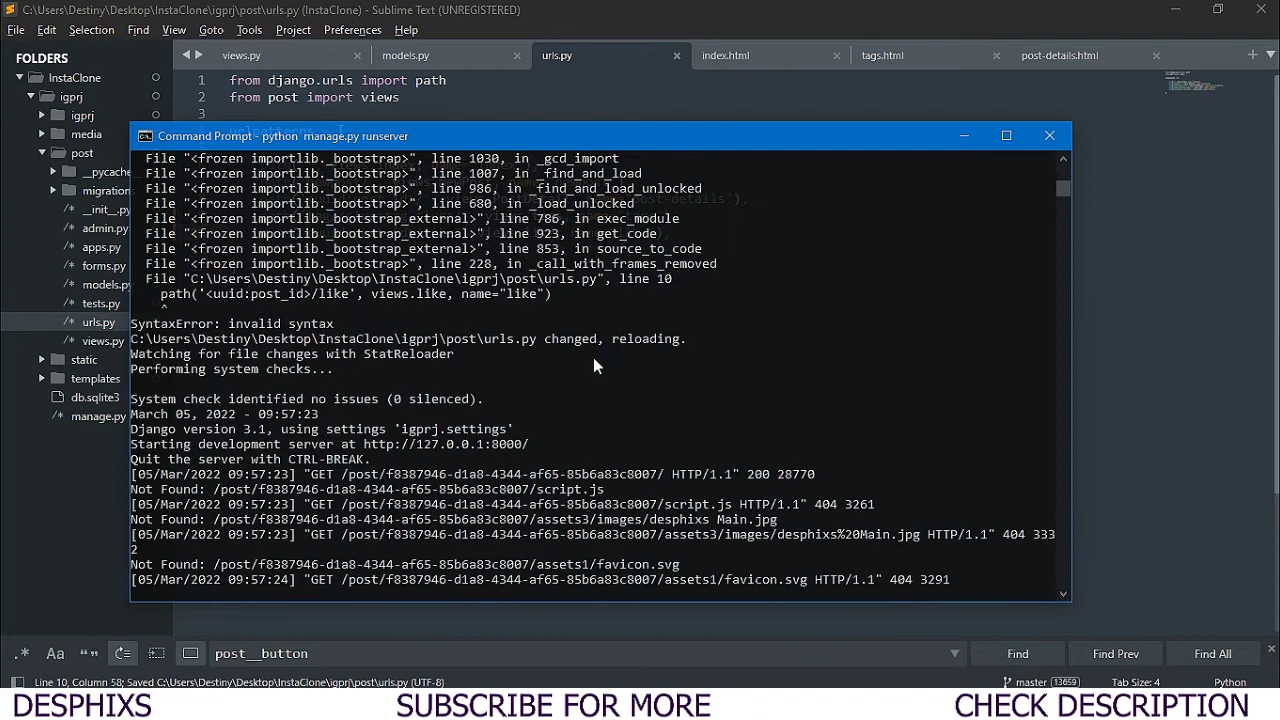 C:\Users\Destiny\Desktop\InstaClone\igprj\post\urls.py (InstaClone) - Sublime Text (UNREGISTERED)
File Edit Selection Find View Goto Tools Project Preferences Help
FOLDERS
InstaClone
igprj
igprj
media
post
__pycache
migration
__init__.py
admin.py
apps.py
forms.py
models.py
tests.py
urls.py
views.py
static
templates
db.sqlite3
manage.py
views.py models.py urls.py index.html tags.html post-details.html
1 from django.urls import path
2 from post import views
3
urlpatterns = [
Command Prompt - python manage.py runserver
File "<frozen importlib._bootstrap>", line 1030, in _gcd_import
File "<frozen importlib._bootstrap>", line 1007, in _find_and_load
File "<frozen importlib._bootstrap>", line 986, in _find_and_load_unlocked
File "<frozen importlib._bootstrap>", line 680, in _load_unlocked
File "<frozen importlib._bootstrap_external>", line 786, in exec_module
File "<frozen importlib._bootstrap_external>", line 923, in get_code
File "<frozen importlib._bootstrap_external>", line 853, in source_to_code
File "<frozen importlib._bootstrap>", line 228, in _call_with_frames_removed
File "C:\Users\Destiny\Desktop\InstaClone\igprj\post\urls.py", line 10
path('<uuid:post_id>/like', views.like, name="like")
^
SyntaxError: invalid syntax
C:\Users\Destiny\Desktop\InstaClone\igprj\post\urls.py changed, reloading.
Watching for file changes with StatReloader
Performing system checks...
System check identified no issues (0 silenced).
March 05, 2022 - 09:57:23
Django version 3.1, using settings 'igprj.settings'
Starting development server at http://127.0.0.1:8000/
Quit the server with CTRL-BREAK.
[05/Mar/2022 09:57:23] "GET /post/f8387946-d1a8-4344-af65-85b6a83c8007/ HTTP/1.1" 200 28770
Not Found: /post/f8387946-d1a8-4344-af65-85b6a83c8007/script.js
[05/Mar/2022 09:57:23] "GET /post/f8387946-d1a8-4344-af65-85b6a83c8007/script.js HTTP/1.1" 404 3261
Not Found: /post/f8387946-d1a8-4344-af65-85b6a83c8007/assets3/images/desphixs Main.jpg
[05/Mar/2022 09:57:23] "GET /post/f8387946-d1a8-4344-af65-85b6a83c8007/assets3/images/desphixs%20Main.jpg HTTP/1.1" 404 333
2
Not Found: /post/f8387946-d1a8-4344-af65-85b6a83c8007/assets1/favicon.svg
[05/Mar/2022 09:57:24] "GET /post/f8387946-d1a8-4344-af65-85b6a83c8007/assets1/favicon.svg HTTP/1.1" 404 3291
.* Aa “” post__button Find Find Prev Find All
Line 10, Column 58; Saved C:\Users\Destiny\Desktop\InstaClone\igprj\post\urls.py (UTF-8) master 13659 Tab Size: 4 Python
DESPHIXS SUBSCRIBE FOR MORE CHECK DESCRIPTION